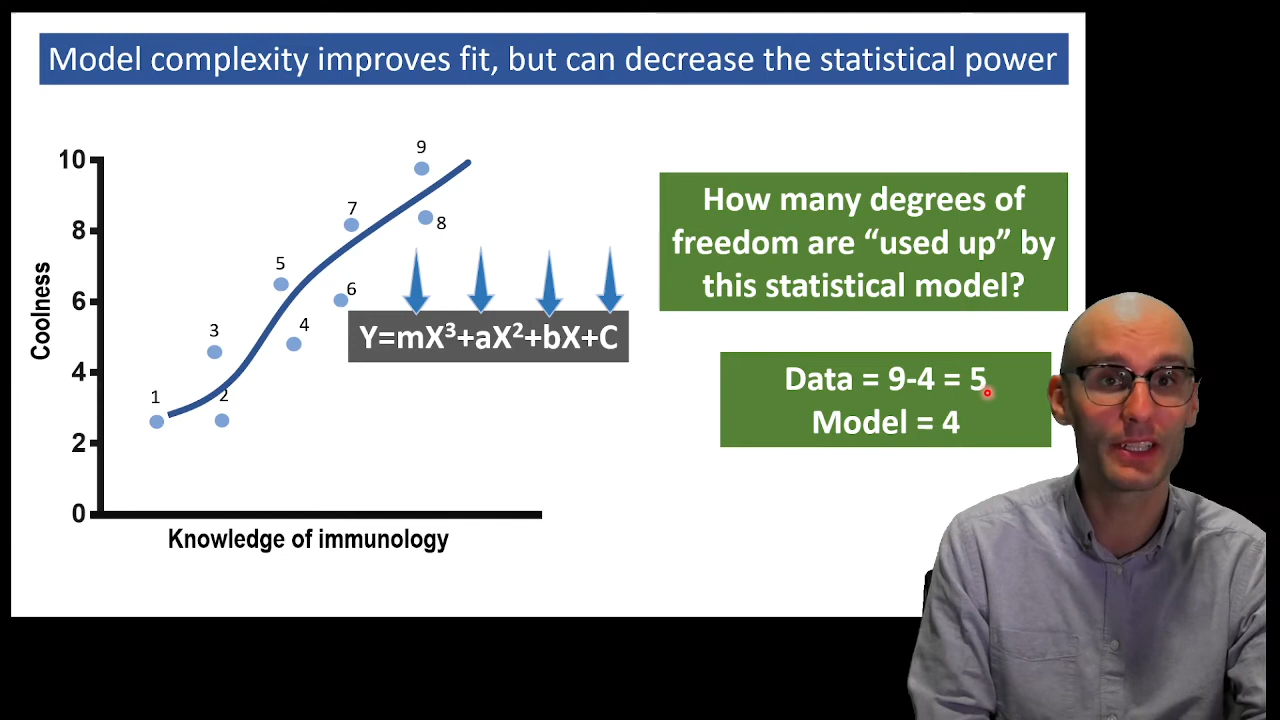 Model complexity improves fit, but can decrease the statistical power
10
8
6
4
2
0
Coolness
Knowledge of immunology
1
2
3
4
5
6
7
8
9
Y=mX³+aX²+bX+C
How many degrees of
freedom are “used up” by
this statistical model?
Data = 9-4 = 5
Model = 4